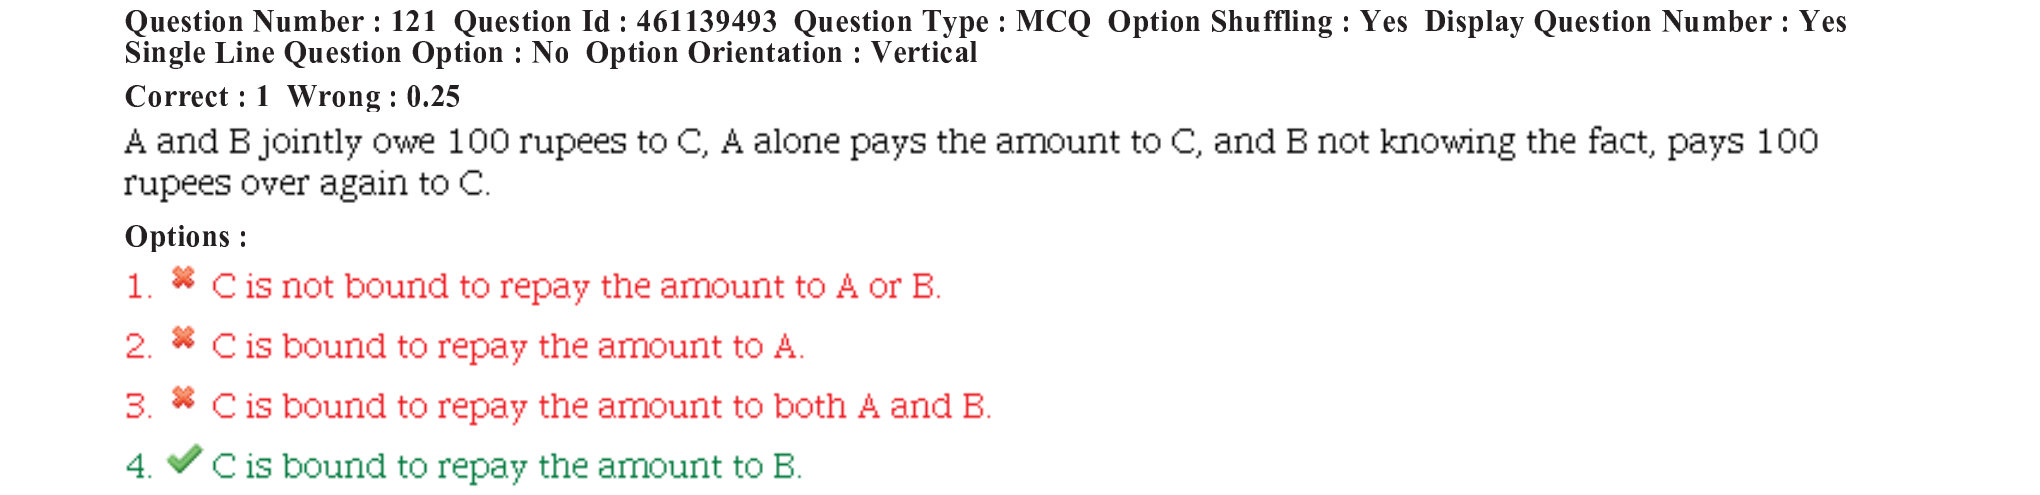 Question Number : 121 Question Id : 461139493 Question Type : MCQ Option Shuffling : Yes Display Question Number : Yes
Single Line Question Option : No Option Orientation : Vertical
Correct : 1 Wrong : 0.25
A and B jointly owe 100 rupees to C, A alone pays the amount to C, and B not knowing the fact, pays 100
rupees over again to C.
Options :
1. C is not bound to repay the amount to A or B.
2. C is bound to repay the amount to A.
3. C is bound to repay the amount to both A and B.
4. C is bound to repay the amount to B.